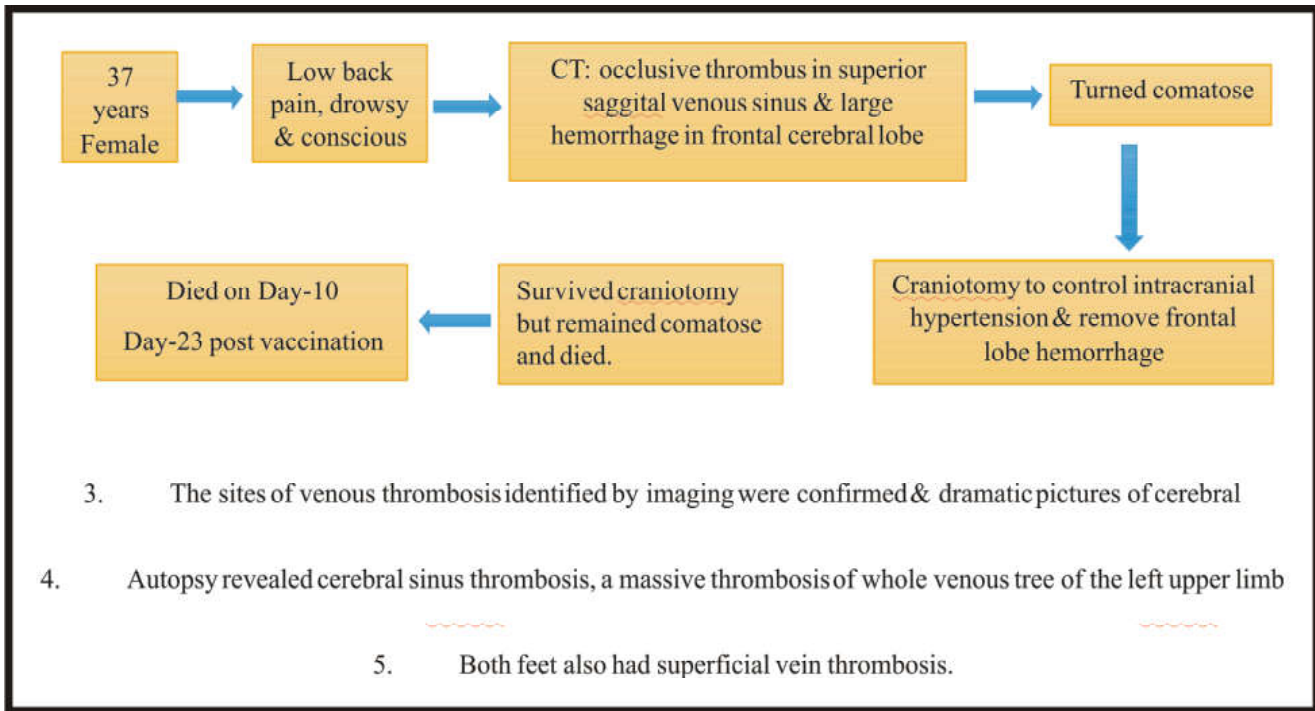 37
years
Female
Low back
pain, drowsy
& conscious
CT: occlusive thrombus in superior
saggital venous sinus & large
hemorrhage in frontal cerebral lobe
Turned comatose
Craniotomy to control intracranial
hypertension & remove frontal
lobe hemorrhage
Survived craniotomy
but remained comatose
and died.
Died on Day-10
Day-23 post vaccination
3. The sites of venous thrombosis identified by imaging were confirmed & dramatic pictures of cerebral
4. Autopsy revealed cerebral sinus thrombosis, a massive thrombosis of whole venous tree of the left upper limb
5. Both feet also had superficial vein thrombosis.